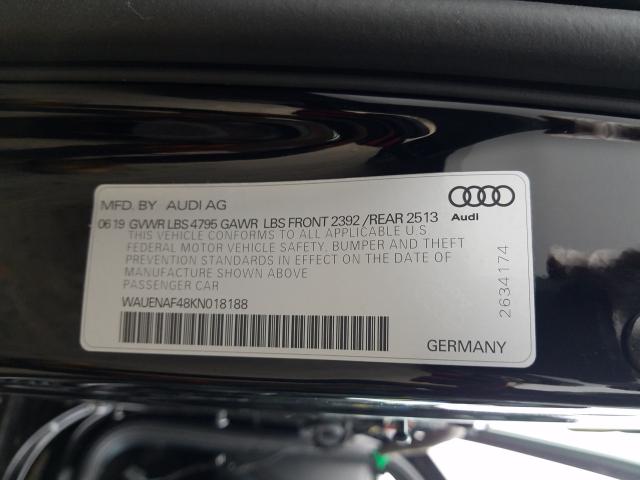 MFD. BY AUDI AG
06 19 GVWR LBS 4795 GAWR LBS FRONT 2392 /REAR 2513
THIS VEHICLE CONFORMS TO ALL APPLICABLE U.S
FEDERAL MOTOR VEHICLE SAFETY, BUMPER AND THEFT
PREVENTION STANDARDS IN EFFECT ON THE DATE OF
MANUFACTURE SHOWN ABOVE
PASSENGER CAR
WAUENAF48KN018188
Audi
2634174
GERMANY